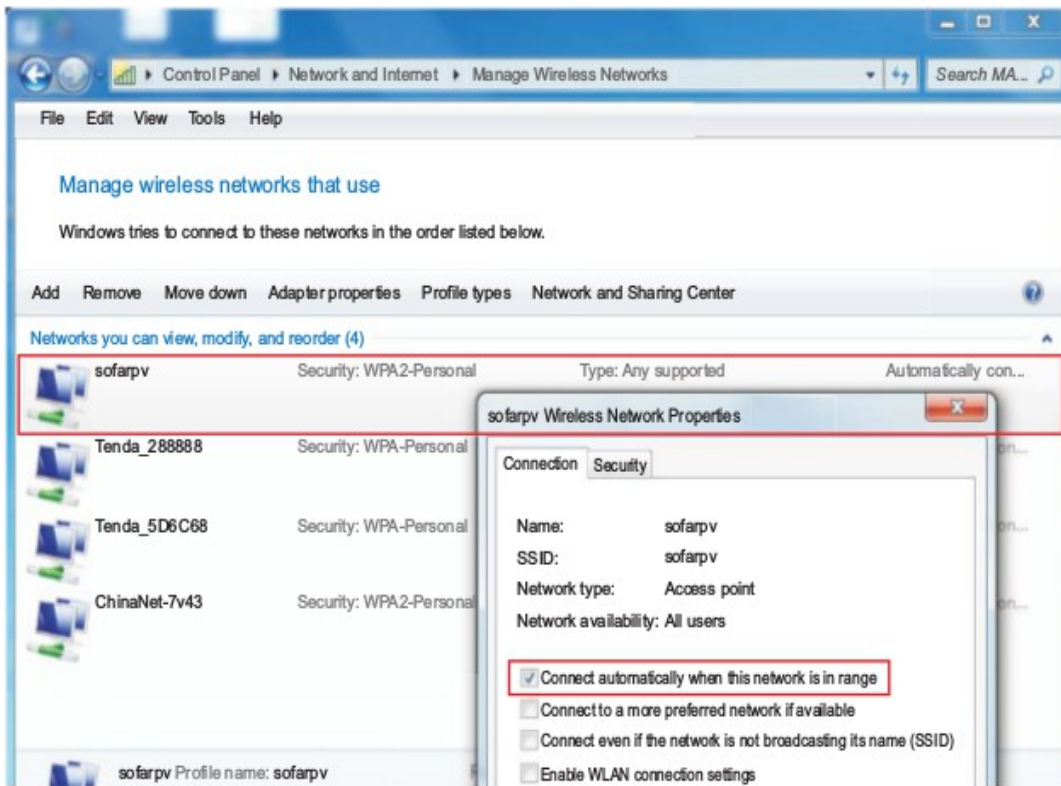 Control Panel ▸ Network and Internet ▸ Manage Wireless Networks
Search MA...
File Edit View Tools Help
Manage wireless networks that use
Windows tries to connect to these networks in the order listed below.
Add Remove Move down Adapter properties Profile types Network and Sharing Center
Networks you can view, modify, and reorder (4)
sofarpv Security: WPA2-Personal Type: Any supported Automatically con...
sofarpv Wireless Network Properties
Tenda_288888 Security: WPA-Personal on...
Connection Security
Tenda_5D6C68 Security: WPA-Personal on...
Name: sofarpv
SSID: sofarpv
Network type: Access point
ChinaNet-7v43 Security: WPA2-Personal on...
Network availability: All users
Connect automatically when this network is in range
Connect to a more preferred network if available
Connect even if the network is not broadcasting its name (SSID)
sofarpv Profile name: sofarpv
Enable WLAN connection settings